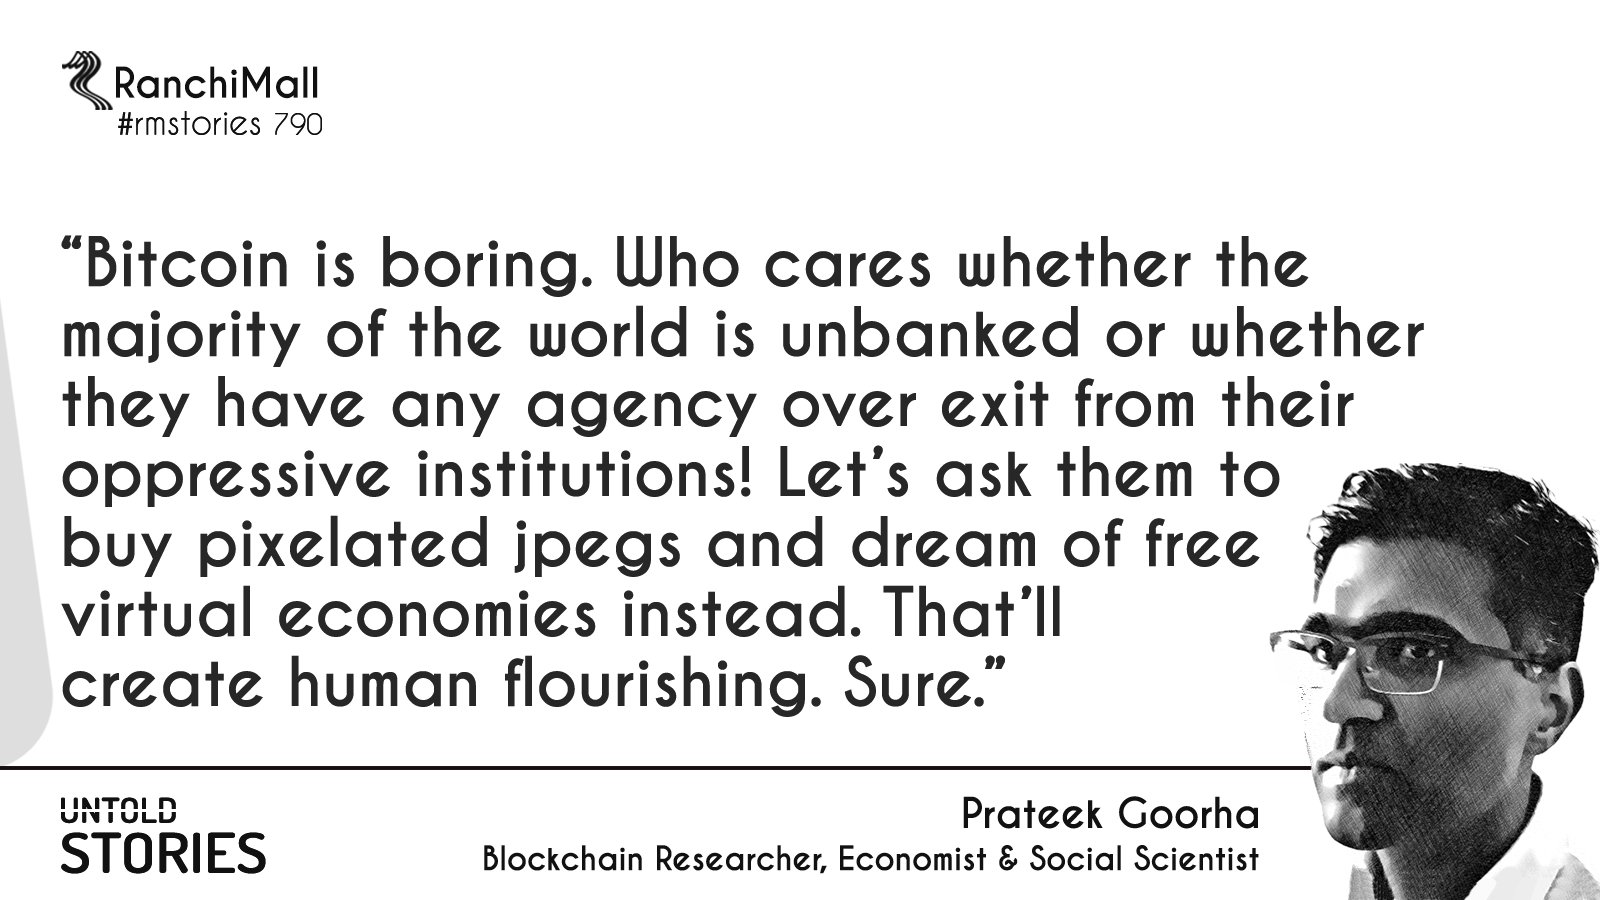 RanchiMall
#rmstories 790
“Bitcoin is boring. Who cares whether the
majority of the world is unbanked or whether
they have any agency over exit from their
oppressive institutions! Let’s ask them to
buy pixelated jpegs and dream of free
virtual economies instead. That’ll
create human flourishing. Sure.”
UNTOLD
STORIES
Prateek Goorha
Blockchain Researcher, Economist & Social Scientist